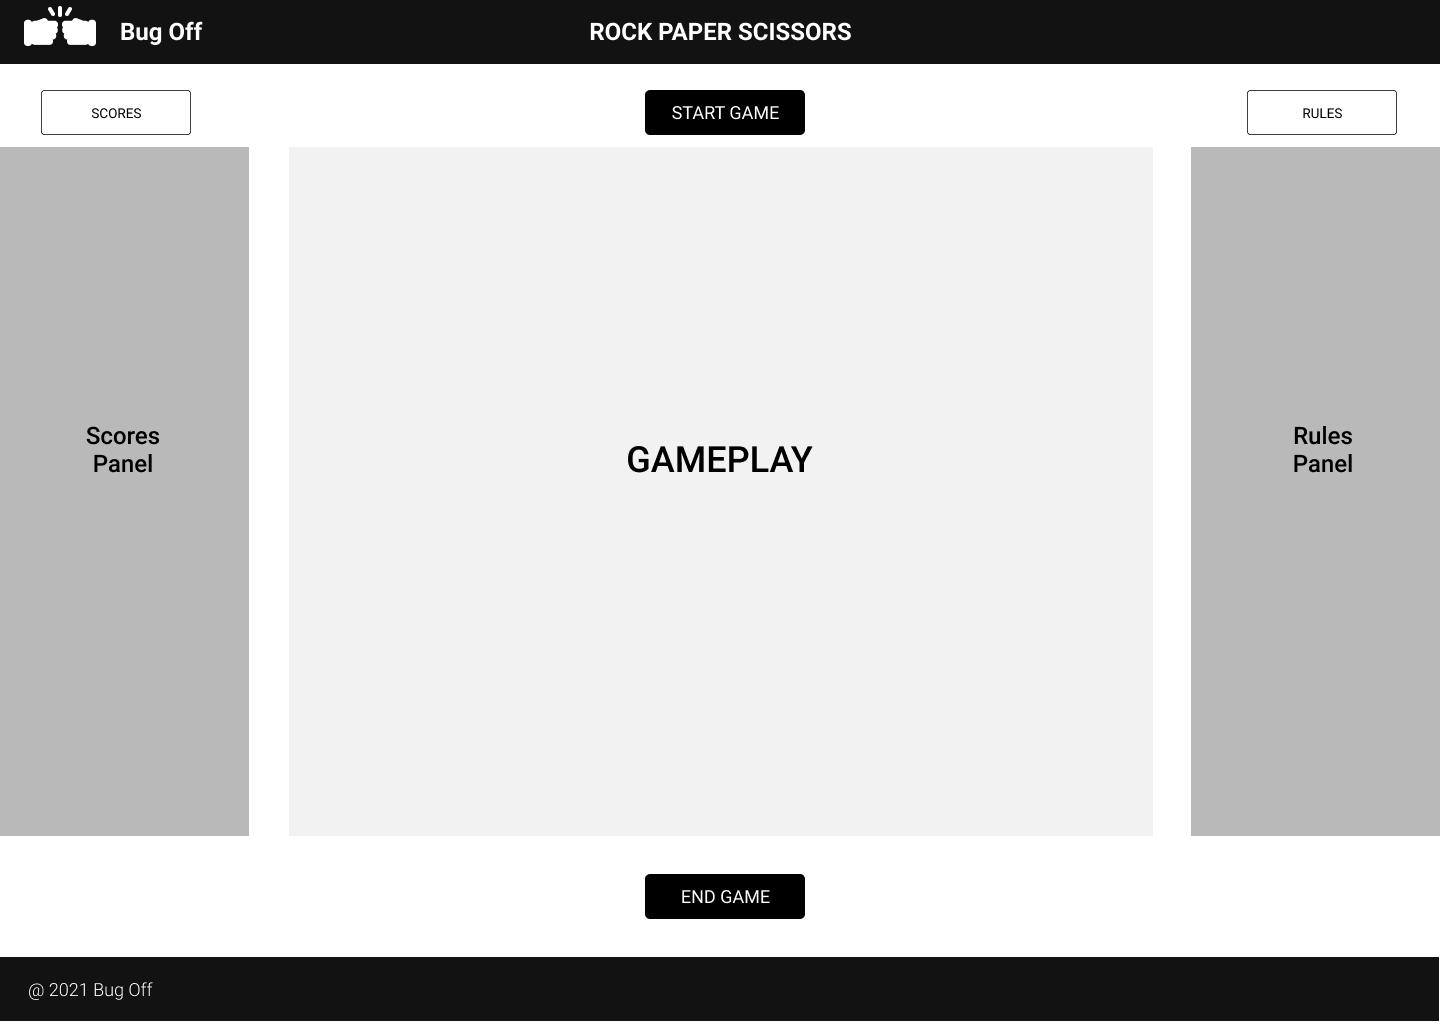 Bug Off
ROCK PAPER SCISSORS
SCORES
START GAME
RULES
Scores
Panel
GAMEPLAY
Rules
Panel
END GAME
@ 2021 Bug Off